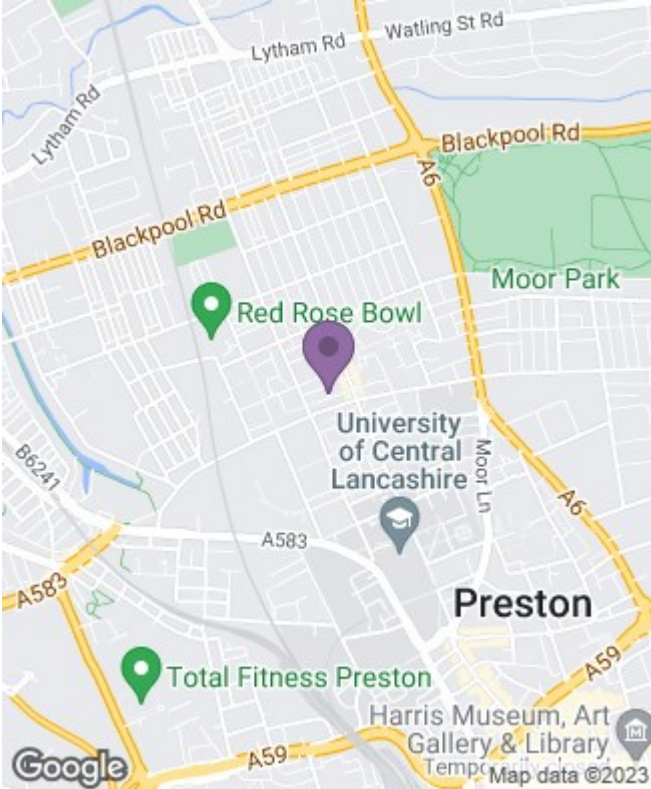 Lytham Rd
Watling St Rd
Lytham Rd
Blackpool Rd
A6
Blackpool Rd
Moor Park
Red Rose Bowl
University
of Central
Lancashire
Moor Ln
B6241
A6
A583
A583
Preston
A59
Total Fitness Preston
Harris Museum, Art
Gallery & Library
Temporarily closed
A59
Google
Map data ©2023